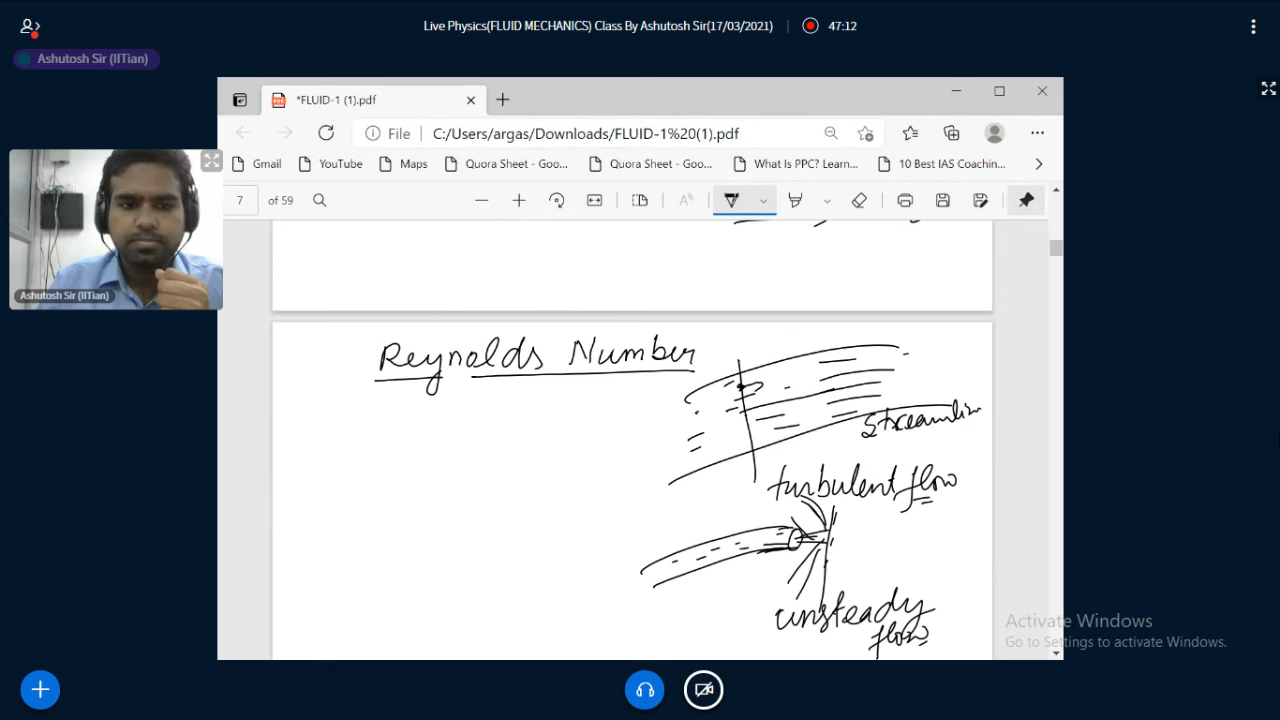 Live Physics(FLUID MECHANICS) Class By Ashutosh Sir(17/03/2021)
47:12
Ashutosh Sir (IITian)
*FLUID-1 (1).pdf
File
C:/Users/argas/Downloads/FLUID-1%20(1).pdf
Gmail
YouTube
Maps
Quora Sheet - Goo...
Quora Sheet - Goo...
What Is PPC? Learn...
10 Best IAS Coachin...
7 of 59
Ashutosh Sir (IITian)
Reynolds Number
Streamlin
turbulent flow
unsteady
flow
Activate Windows
Go to Settings to activate Windows.